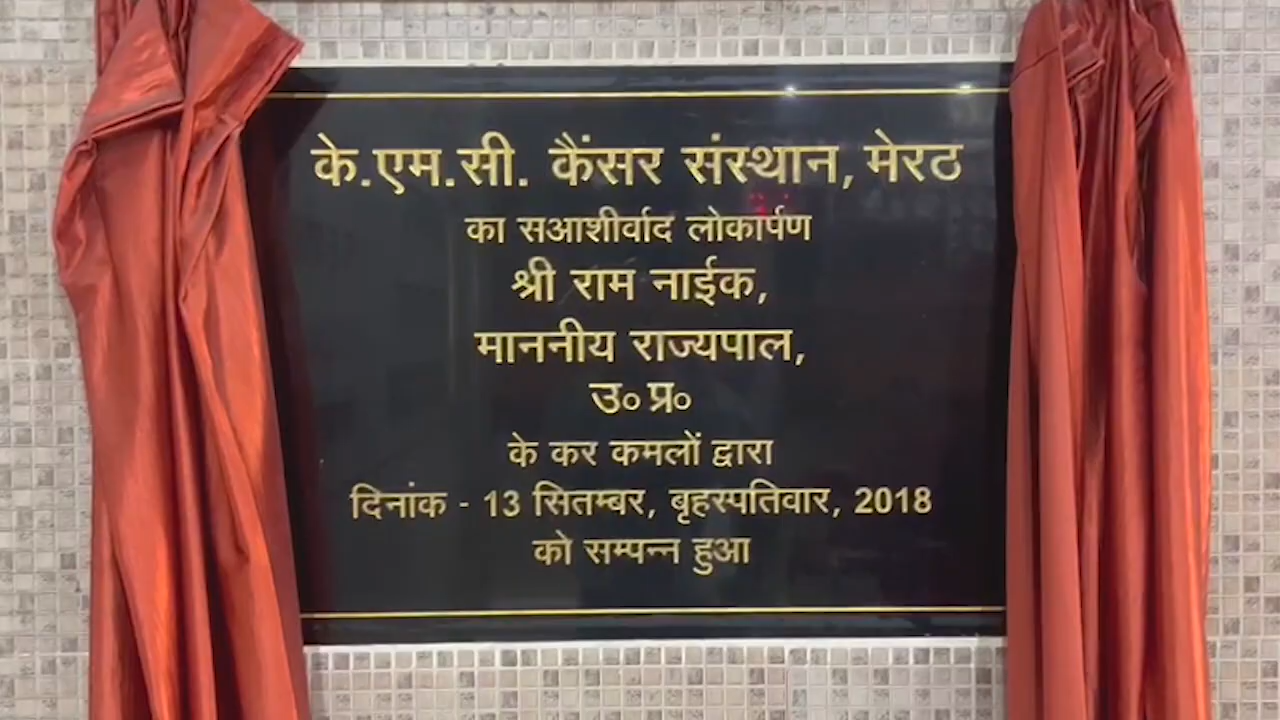 के.एम.सी. कैंसर संस्थान, मेरठ
का सआशीर्वाद लोकार्पण
श्री राम नाईक,
माननीय राज्यपाल,
उ० प्र०
के कर कमलों द्वारा
दिनांक - 13 सितम्बर, बृहस्पतिवार, 2018
को सम्पन्न हुआ